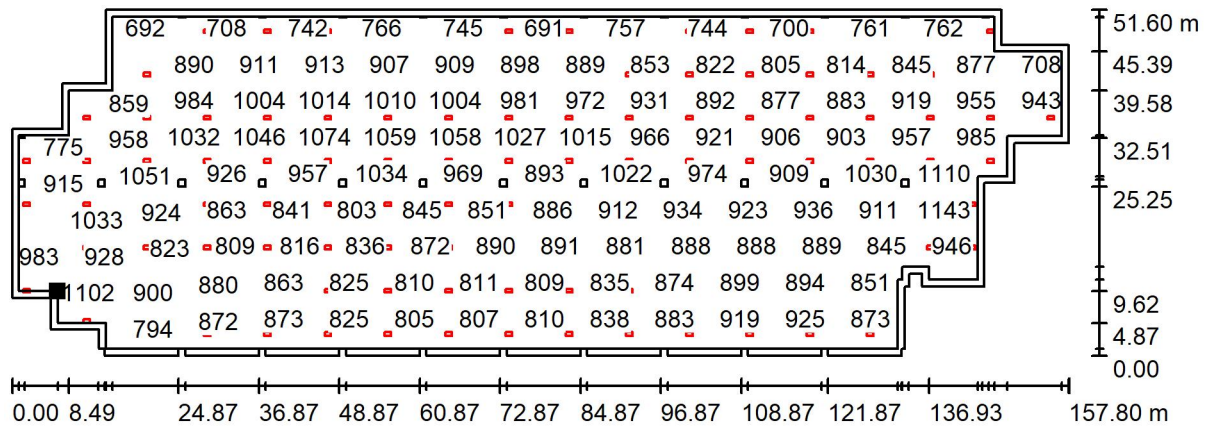 692 708 742 766 745 691 757 744 700 761 762 51.60 m
890 911 913 907 909 898 889 853 822 805 814 845 877 708 45.39
859 984 1004 1014 1010 1004 981 972 931 892 877 883 919 955 943 39.58
775 958 1032 1046 1074 1059 1058 1027 1015 966 921 906 903 957 985 32.51
915 1051 926 957 1034 969 893 1022 974 909 1030 1110 25.25
1033 924 863 841 803 845 851 886 912 934 923 936 911 1143
983 928 823 809 816 836 872 890 891 881 888 888 889 845 946
1102 900 880 863 825 810 811 809 835 874 899 894 851 9.62
794 872 873 825 805 807 810 838 883 919 925 873 4.87
0.00
0.00 8.49 24.87 36.87 48.87 60.87 72.87 84.87 96.87 108.87 121.87 136.93 157.80 m